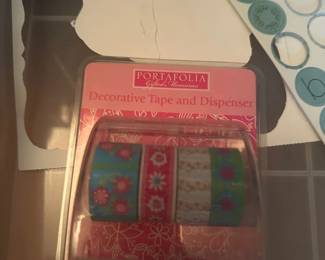 PORTAFOLIA
Decorative Tape and Dispenser
b